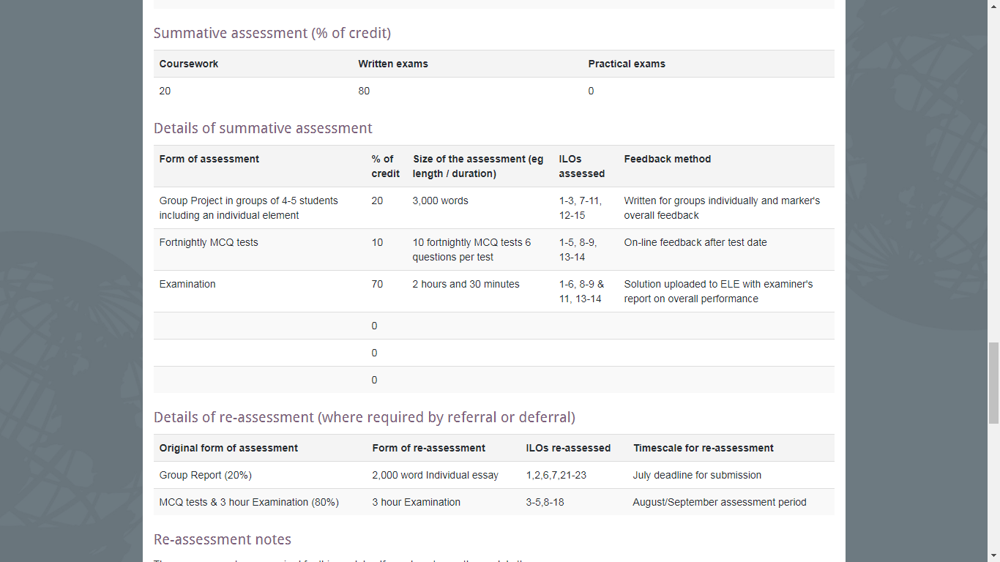 Summative assessment (% of credit)
Coursework Written exams Practical exams
20 80 0
Details of summative assessment
Form of assessment % of credit Size of the assessment (eg length / duration) ILOs assessed Feedback method
Group Project in groups of 4-5 students including an individual element 20 3,000 words 1-3, 7-11, 12-15 Written for groups individually and marker's overall feedback
Fortnightly MCQ tests 10 10 fortnightly MCQ tests 6 questions per test 1-5, 8-9, 13-14 On-line feedback after test date
Examination 70 2 hours and 30 minutes 1-6, 8-9 & 11, 13-14 Solution uploaded to ELE with examiner's report on overall performance
0
0
0
Details of re-assessment (where required by referral or deferral)
Original form of assessment Form of re-assessment ILOs re-assessed Timescale for re-assessment
Group Report (20%) 2,000 word Individual essay 1,2,6,7,21-23 July deadline for submission
MCQ tests & 3 hour Examination (80%) 3 hour Examination 3-5,8-18 August/September assessment period
Re-assessment notes